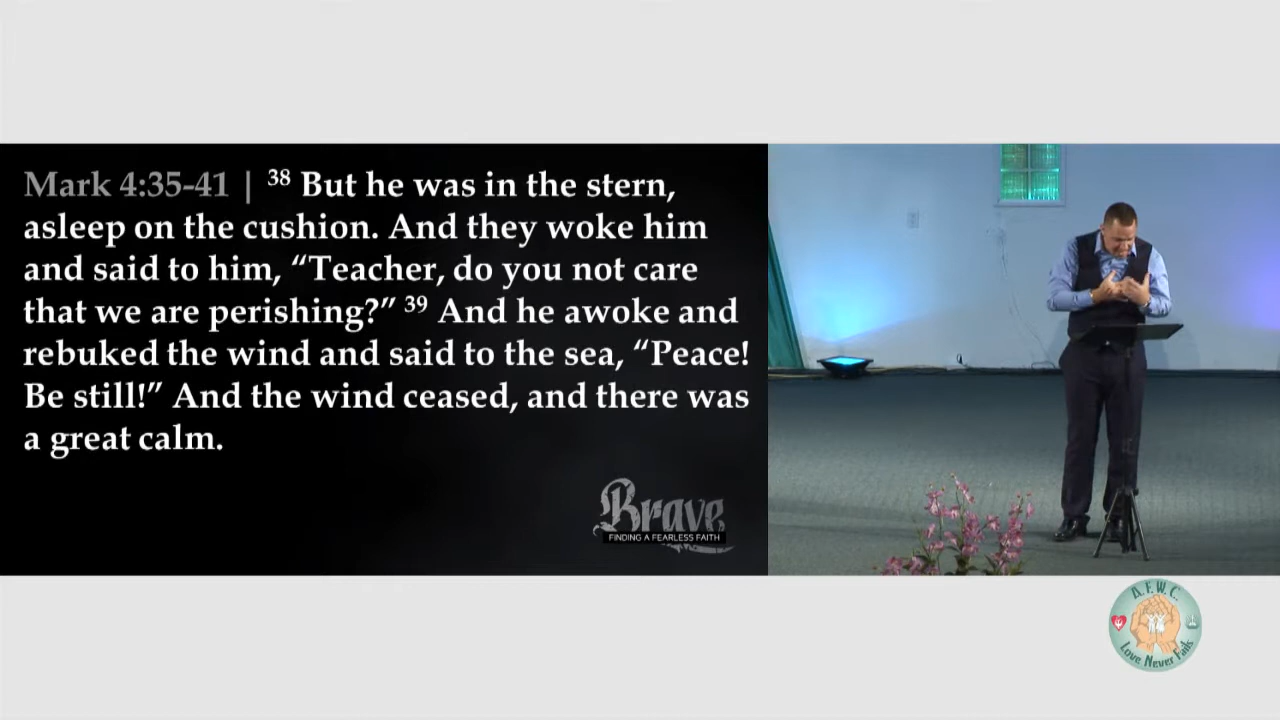 Mark 4:35-41 | ³⁸ But he was in the stern,
asleep on the cushion. And they woke him
and said to him, “Teacher, do you not care
that we are perishing?” ³⁹ And he awoke and
rebuked the wind and said to the sea, “Peace!
Be still!” And the wind ceased, and there was
a great calm.
Brave
FINDING A FEARLESS FAITH
A.F.W.C.
Love Never Fails